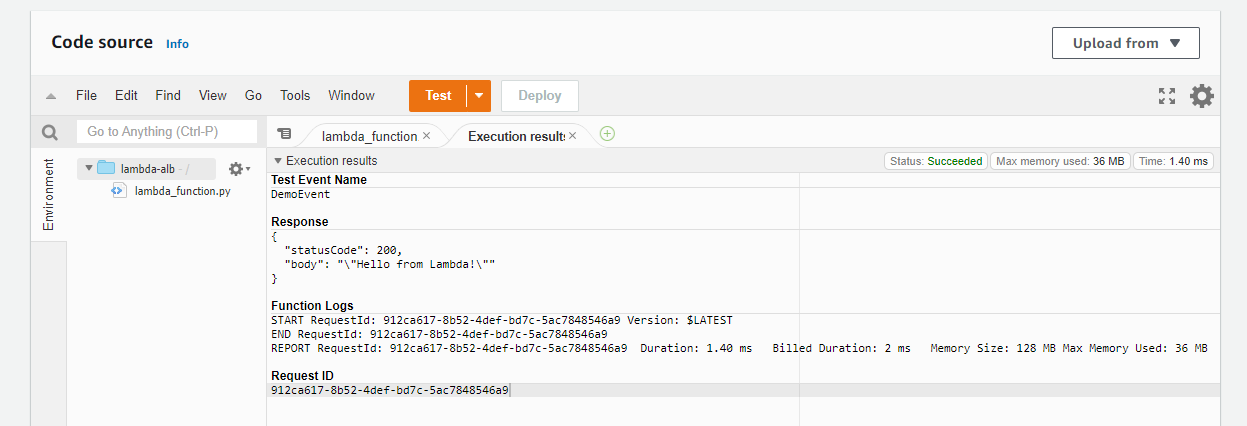 Code source Info
Upload from
File Edit Find View Go Tools Window Test Deploy
Go to Anything (Ctrl-P)
lambda_function
Execution result
Environment
lambda-alb - /
lambda_function.py
Execution results
Status: Succeeded Max memory used: 36 MB Time: 1.40 ms
Test Event Name
DemoEvent
Response
{
"statusCode": 200,
"body": "\"Hello from Lambda!\""
}
Function Logs
START RequestId: 912ca617-8b52-4def-bd7c-5ac7848546a9 Version: $LATEST
END RequestId: 912ca617-8b52-4def-bd7c-5ac7848546a9
REPORT RequestId: 912ca617-8b52-4def-bd7c-5ac7848546a9 Duration: 1.40 ms Billed Duration: 2 ms Memory Size: 128 MB Max Memory Used: 36 MB
Request ID
912ca617-8b52-4def-bd7c-5ac7848546a9